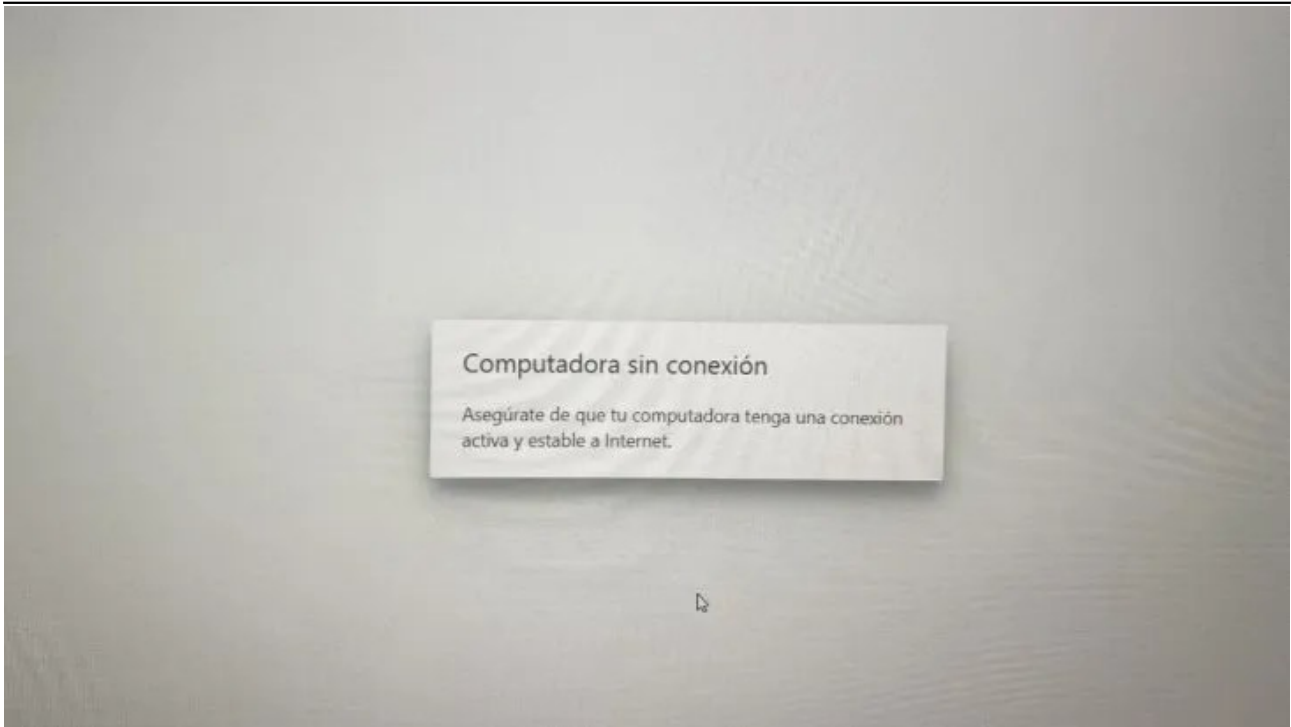 Computadora sin conexión
Asegúrate de que tu computadora tenga una conexión
activa y estable a Internet.